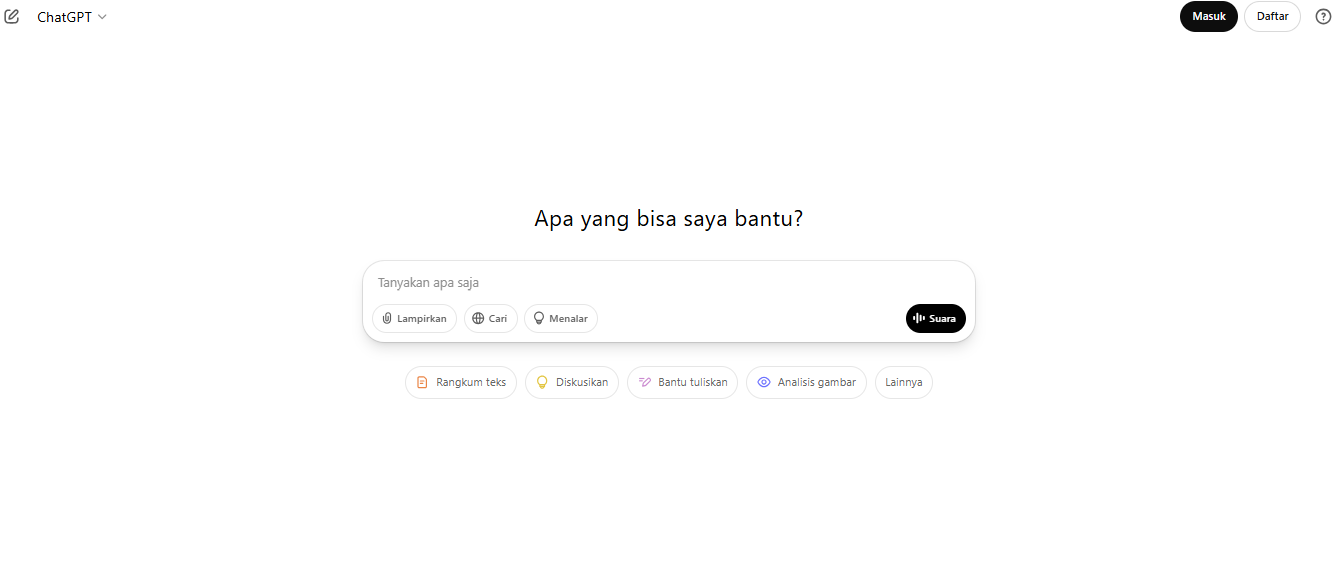 ChatGPT
Masuk
Daftar
Apa yang bisa saya bantu?
Tanyakan apa saja
Lampirkan
Cari
Menalar
Suara
Rangkum teks
Diskusikan
Bantu tuliskan
Analisis gambar
Lainnya